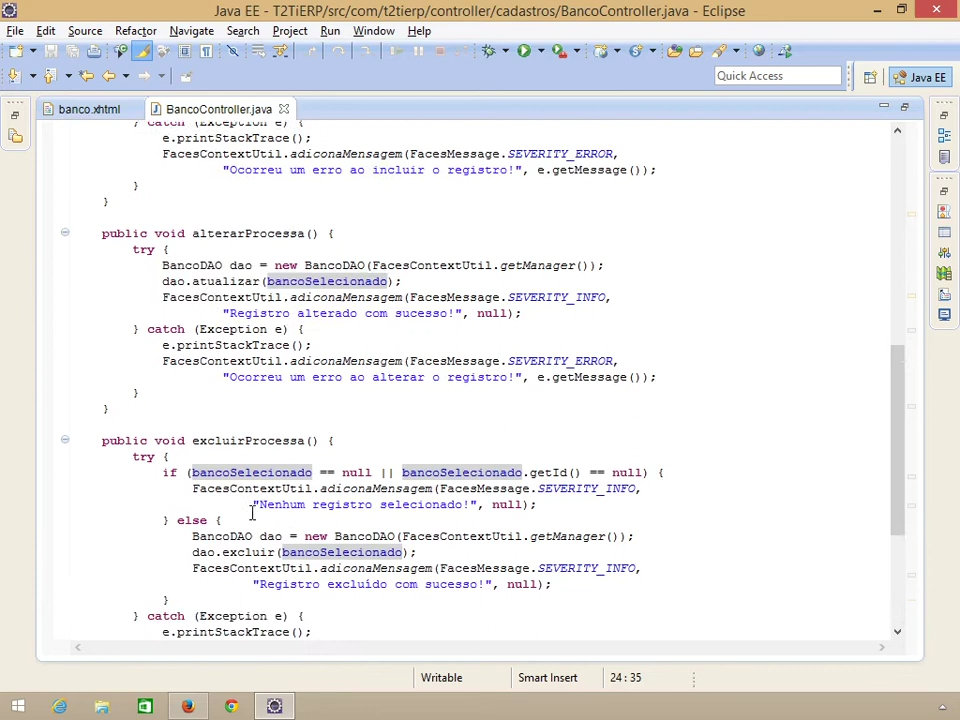 Java EE - T2TiERP/src/com/t2tierp/controller/cadastros/BancoController.java - Eclipse
File Edit Source Refactor Navigate Search Project Run Window Help
Quick Access
Java EE
banco.xhtml
BancoController.java
} catch (Exception e) {
e.printStackTrace();
FacesContextUtil.adiconaMensagem(FacesMessage.SEVERITY_ERROR,
"Ocorreu um erro ao incluir o registro!", e.getMessage());
}
}
public void alterarProcessa() {
try {
BancoDAO dao = new BancoDAO(FacesContextUtil.getManager());
dao.atualizar(bancoSelecionado);
FacesContextUtil.adiconaMensagem(FacesMessage.SEVERITY_INFO,
"Registro alterado com sucesso!", null);
} catch (Exception e) {
e.printStackTrace();
FacesContextUtil.adiconaMensagem(FacesMessage.SEVERITY_ERROR,
"Ocorreu um erro ao alterar o registro!", e.getMessage());
}
}
public void excluirProcessa() {
try {
if (bancoSelecionado == null || bancoSelecionado.getId() == null) {
FacesContextUtil.adiconaMensagem(FacesMessage.SEVERITY_INFO,
"Nenhum registro selecionado!", null);
} else {
BancoDAO dao = new BancoDAO(FacesContextUtil.getManager());
dao.excluir(bancoSelecionado);
FacesContextUtil.adiconaMensagem(FacesMessage.SEVERITY_INFO,
"Registro excluído com sucesso!", null);
}
} catch (Exception e) {
e.printStackTrace();
Writable
Smart Insert
24 : 35